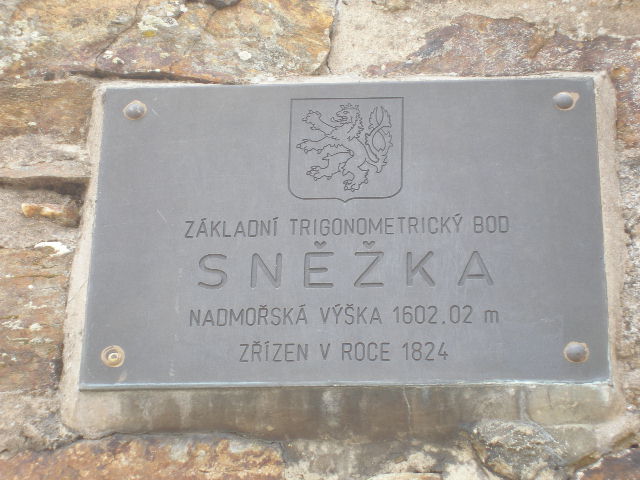 ZÁKLADNÍ TRIGONOMETRICKÝ BOD
SNĚŽKA
NADMOŘSKÁ VÝŠKA 1602.02 m
ZŘÍZEN V ROCE 1824